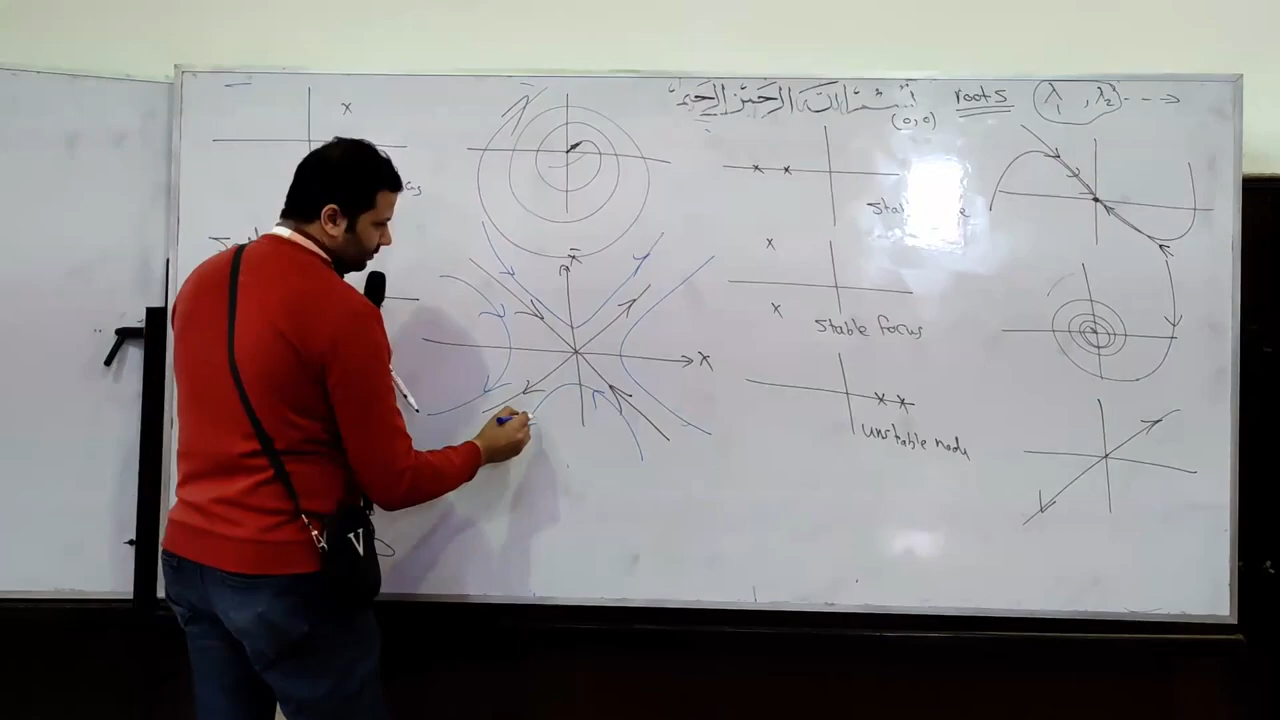 بسم الله الرحمن الرحيم
roots λ₁, λ₂ --->
(0,0)
Stable focus
unstable node
ẋ
x
V